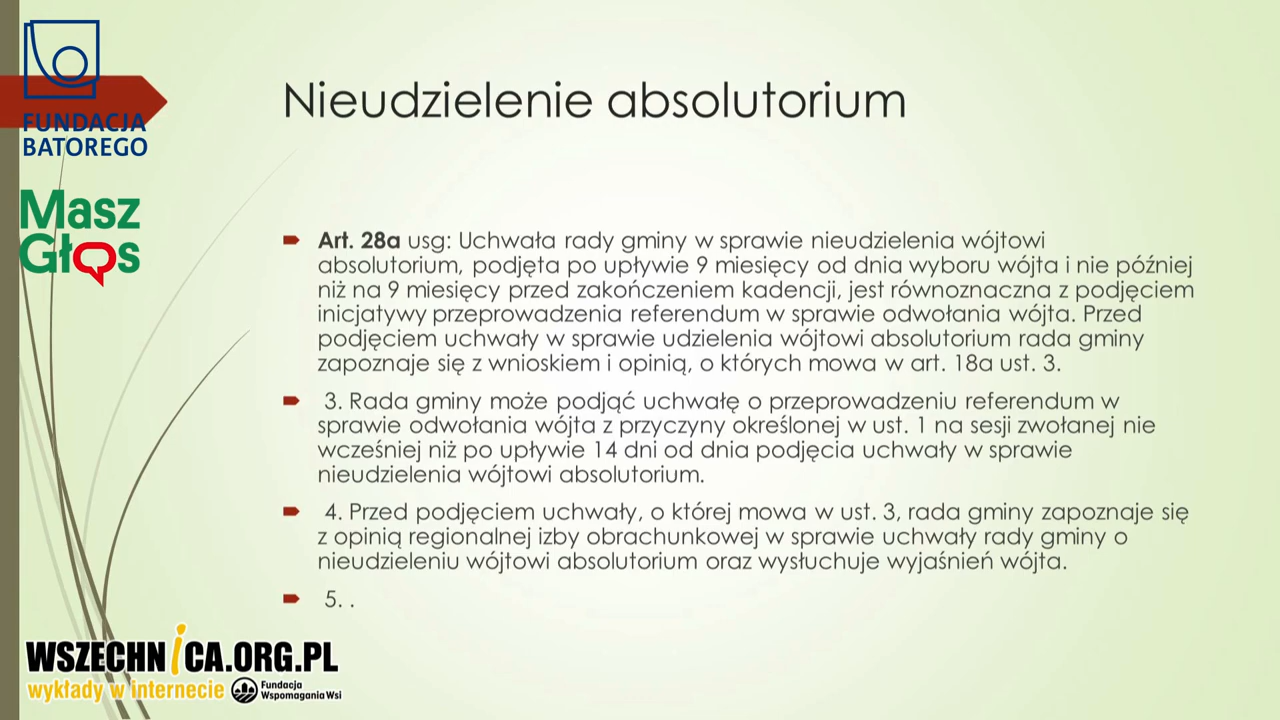 FUNDACJA
BATOREGO
Masz
Głos
Nieudzielenie absolutorium
Art. 28a usg: Uchwała rady gminy w sprawie nieudzielenia wójtowi
absolutorium, podjęta po upływie 9 miesięcy od dnia wyboru wójta i nie później
niż na 9 miesięcy przed zakończeniem kadencji, jest równoznaczna z podjęciem
inicjatywy przeprowadzenia referendum w sprawie odwołania wójta. Przed
podjęciem uchwały w sprawie udzielenia wójtowi absolutorium rada gminy
zapoznaje się z wnioskiem i opinią, o których mowa w art. 18a ust. 3.
3. Rada gminy może podjąć uchwałę o przeprowadzeniu referendum w
sprawie odwołania wójta z przyczyny określonej w ust. 1 na sesji zwołanej nie
wcześniej niż po upływie 14 dni od dnia podjęcia uchwały w sprawie
nieudzielenia wójtowi absolutorium.
4. Przed podjęciem uchwały, o której mowa w ust. 3, rada gminy zapoznaje się
z opinią regionalnej izby obrachunkowej w sprawie uchwały rady gminy o
nieudzieleniu wójtowi absolutorium oraz wysłuchuje wyjaśnień wójta.
5. .
WSZECHNiCA.ORG.PL
wykłady w internecie
Fundacja
Wspomagania Wsi